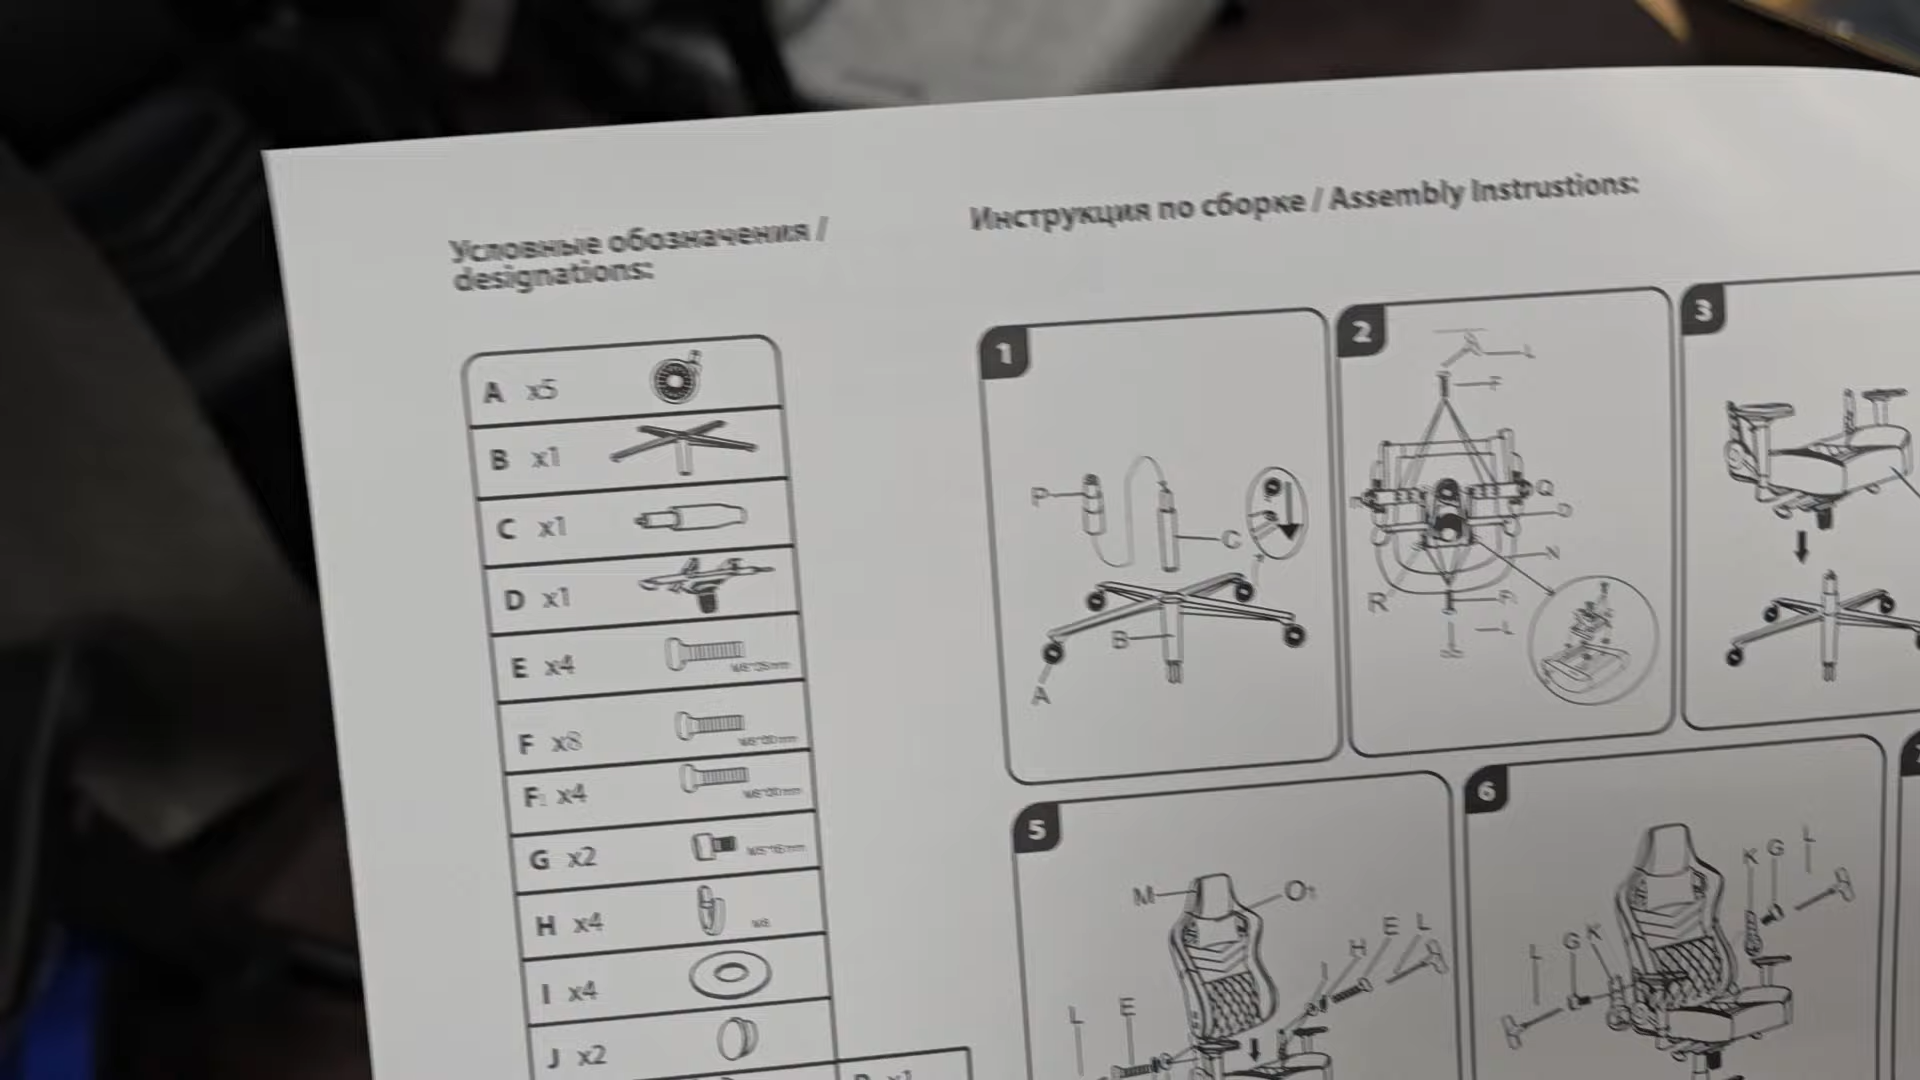 Условные обозначения /
designations:
A x5
B x1
C x1
D x1
E x4
F x8
F1 x4
G x2
H x4
I x4
J x2
Инструкция по сборке / Assembly Instrustions:
1
P
C
B
A
2
L
F
Q
D
N
R
F1
L
3
5
M
O1
L
E
H
E
L
6
K
G
L
L
G
K